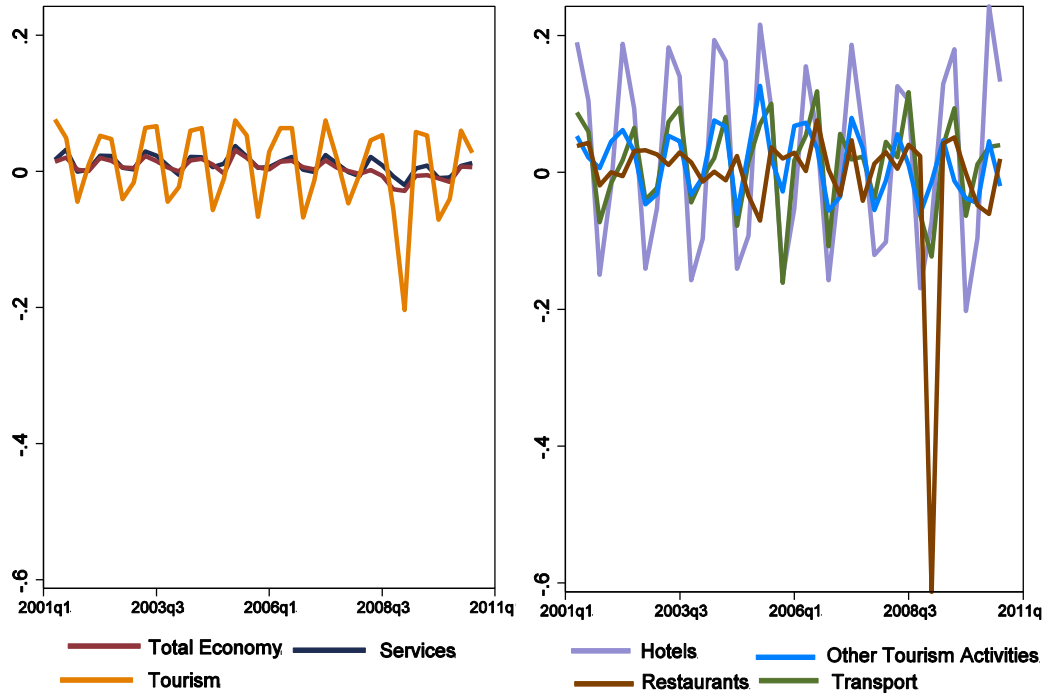 .2
0
-.2
-.4
-.6
2001q1 2003q3 2006q1 2008q3 2011q
Total Economy Services
Tourism
.2
0
-.2
-.4
-.6
2001q1 2003q3 2006q1 2008q3 2011q
Hotels Other Tourism Activities
Restaurants Transport